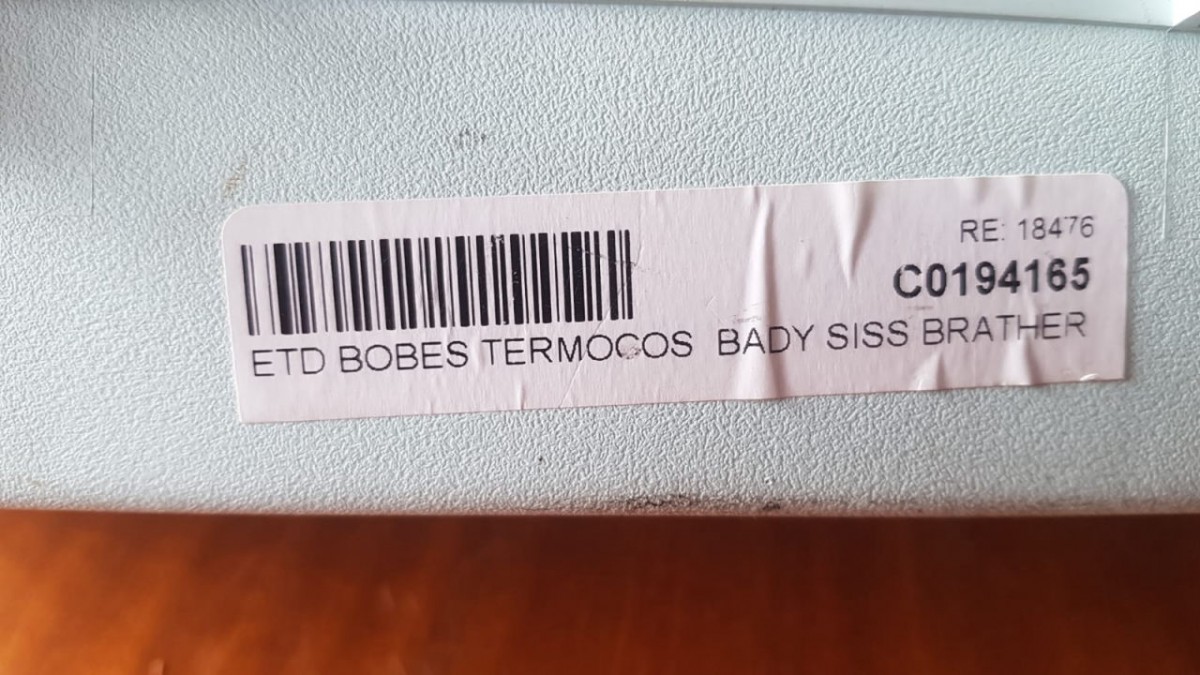 RE: 18476
C0194165
ETD BOBES TERMOCOS BADY SISS BRATHER